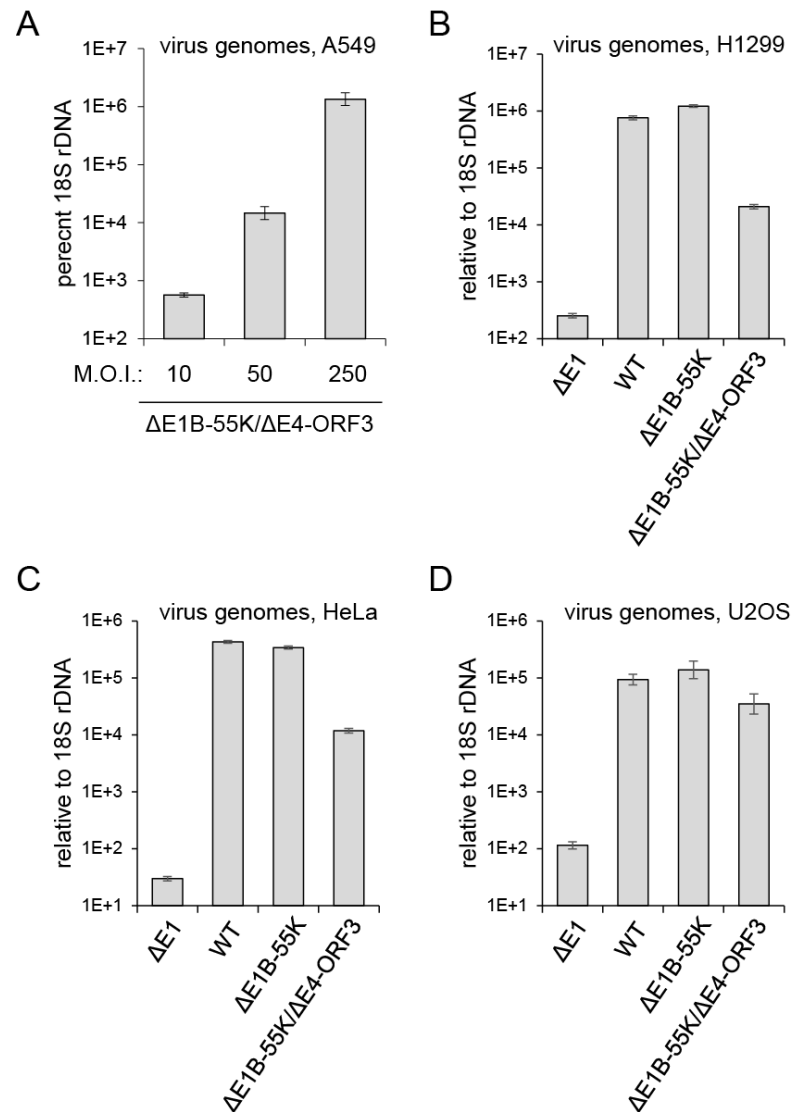 A
virus genomes, A549
perecnt 18S rDNA
1E+7
1E+6
1E+5
1E+4
1E+3
1E+2
M.O.I.: 10 50 250
ΔE1B-55K/ΔE4-ORF3
B
virus genomes, H1299
relative to 18S rDNA
1E+7
1E+6
1E+5
1E+4
1E+3
1E+2
ΔE1
WT
ΔE1B-55K
ΔE1B-55K/ΔE4-ORF3
C
virus genomes, HeLa
relative to 18S rDNA
1E+6
1E+5
1E+4
1E+3
1E+2
1E+1
ΔE1
WT
ΔE1B-55K
ΔE1B-55K/ΔE4-ORF3
D
virus genomes, U2OS
relative to 18S rDNA
1E+6
1E+5
1E+4
1E+3
1E+2
1E+1
ΔE1
WT
ΔE1B-55K
ΔE1B-55K/ΔE4-ORF3